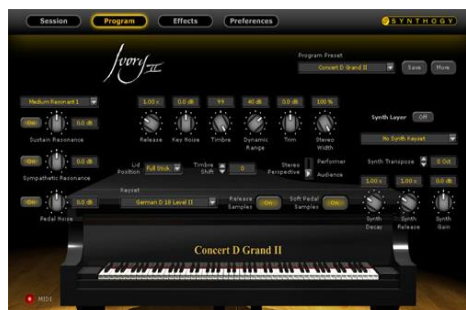 Session Program Effects Preferences SYNTHOGY
Ivory II
Program Preset
Concert D Grand II Save More
Medium Resonant 1
1.00 x 0.0 dB 99 40 dB 0.0 dB 100 %
On 0.0 dB
Sustain Resonance
Release Key Noise Timbre Dynamic Range Trim Stereo Width
Synth Layer Off
No Synth Keyset
On 0.0 dB
Sympathetic Resonance
Lid Position Full Stick Timbre Shift 0 Stereo Perspective Performer Audience
Synth Transpose 0 Oct
1.00 x 1.00 x 0.0 dB
On 0.0 dB
Pedal Noise
Keyset
German D 18 Level II Release Samples On Soft Pedal Samples On
Synth Decay Synth Release Synth Gain
Concert D Grand II
MIDI